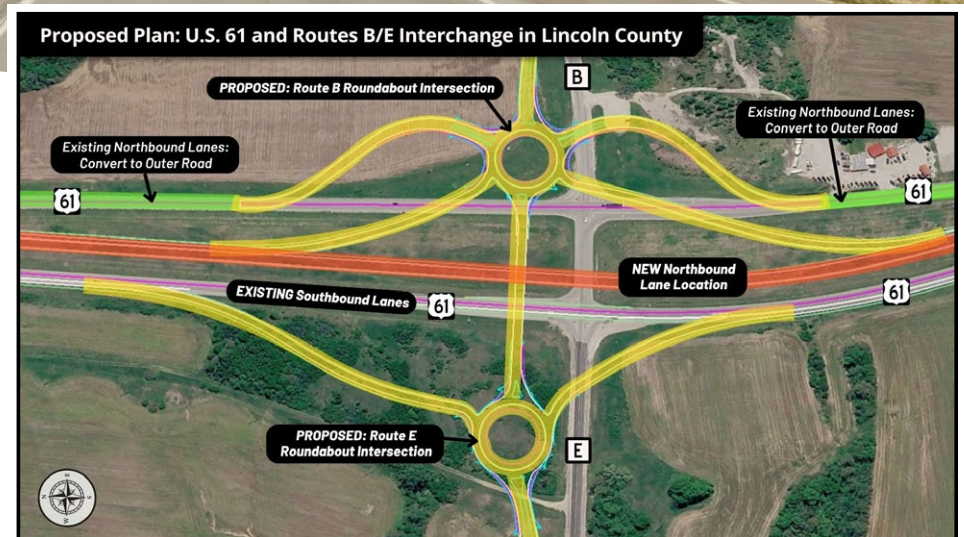 Proposed Plan: U.S. 61 and Routes B/E Interchange in Lincoln County
B
PROPOSED: Route B Roundabout Intersection
Existing Northbound Lanes:
Convert to Outer Road
Existing Northbound Lanes:
Convert to Outer Road
61
61
NEW Northbound
Lane Location
EXISTING Southbound Lanes
61
61
PROPOSED: Route E
Roundabout Intersection
E
N
E
S
W